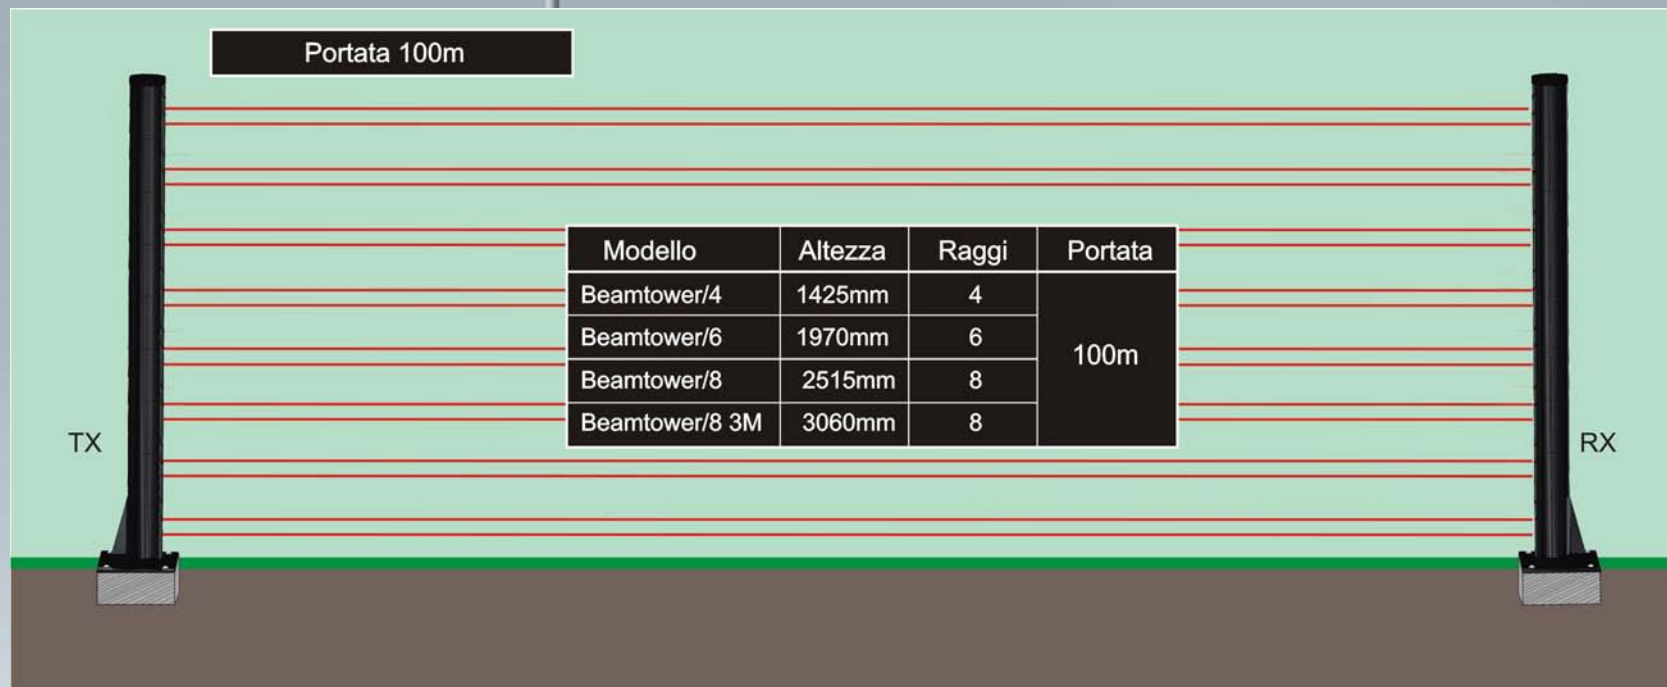 Portata 100m
Modello Altezza Raggi Portata
Beamtower/4 1425mm 4
Beamtower/6 1970mm 6
100m
Beamtower/8 2515mm 8
Beamtower/8 3M 3060mm 8
TX
RX